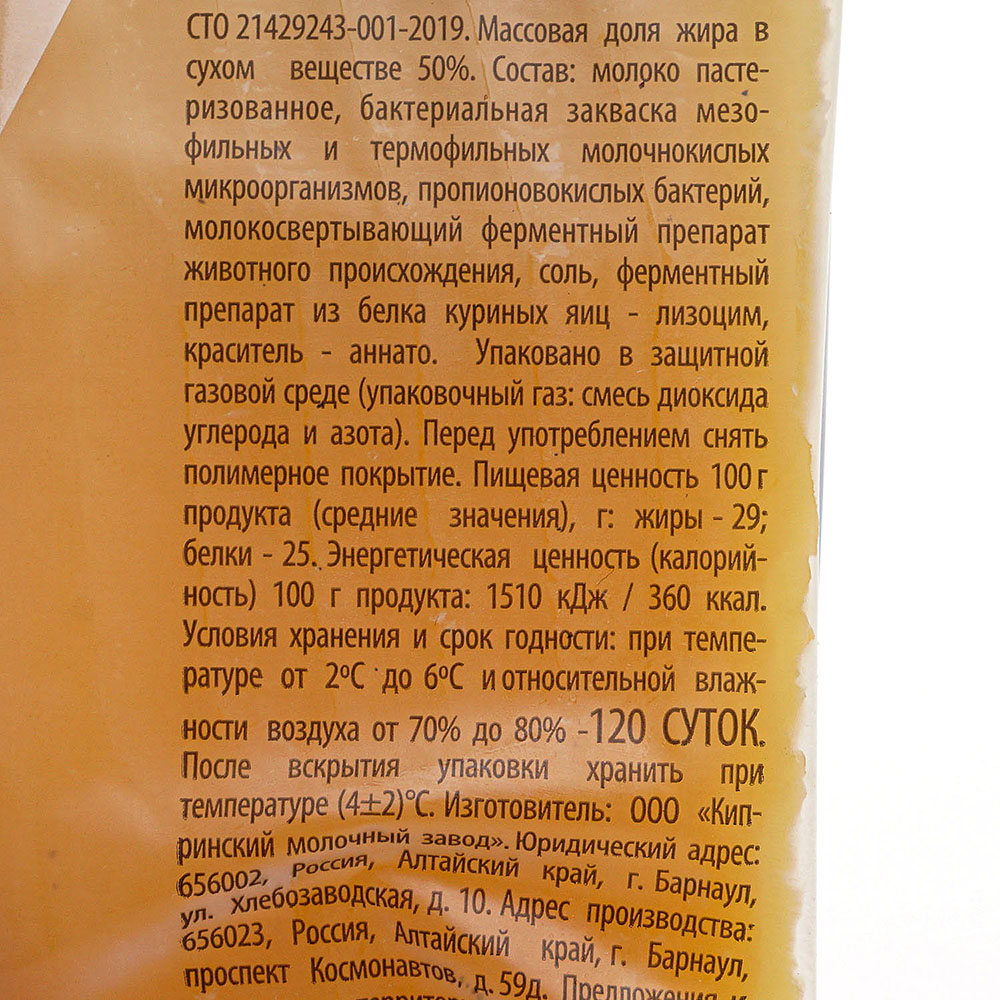 СТО 21429243-001-2019. Массовая доля жира в
сухом веществе 50%. Состав: молоко пасте-
ризованное, бактериальная закваска мезо-
фильных и термофильных молочнокислых
микроорганизмов, пропионовокислых бактерий,
молокосвертывающий ферментный препарат
животного происхождения, соль, ферментный
препарат из белка куриных яиц - лизоцим,
краситель - аннато. Упаковано в защитной
газовой среде (упаковочный газ: смесь диоксида
углерода и азота). Перед употреблением снять
полимерное покрытие. Пищевая ценность 100 г
продукта (средние значения), г: жиры - 29;
белки - 25. Энергетическая ценность (калорий-
ность) 100 г продукта: 1510 кДж / 360 ккал.
Условия хранения и срок годности: при темпе-
ратуре от 2ºС до 6ºС и относительной влаж-
ности воздуха от 70% до 80% -120 СУТОК.
После вскрытия упаковки хранить при
температуре (4±2)°С. Изготовитель: ООО «Кип-
ринский молочный завод». Юридический адрес:
656002, Россия, Алтайский край, г. Барнаул,
ул. Хлебозаводская, д. 10. Адрес производства:
656023, Россия, Алтайский край, г. Барнаул,
проспект Космонавтов, д. 59д. Предложения и